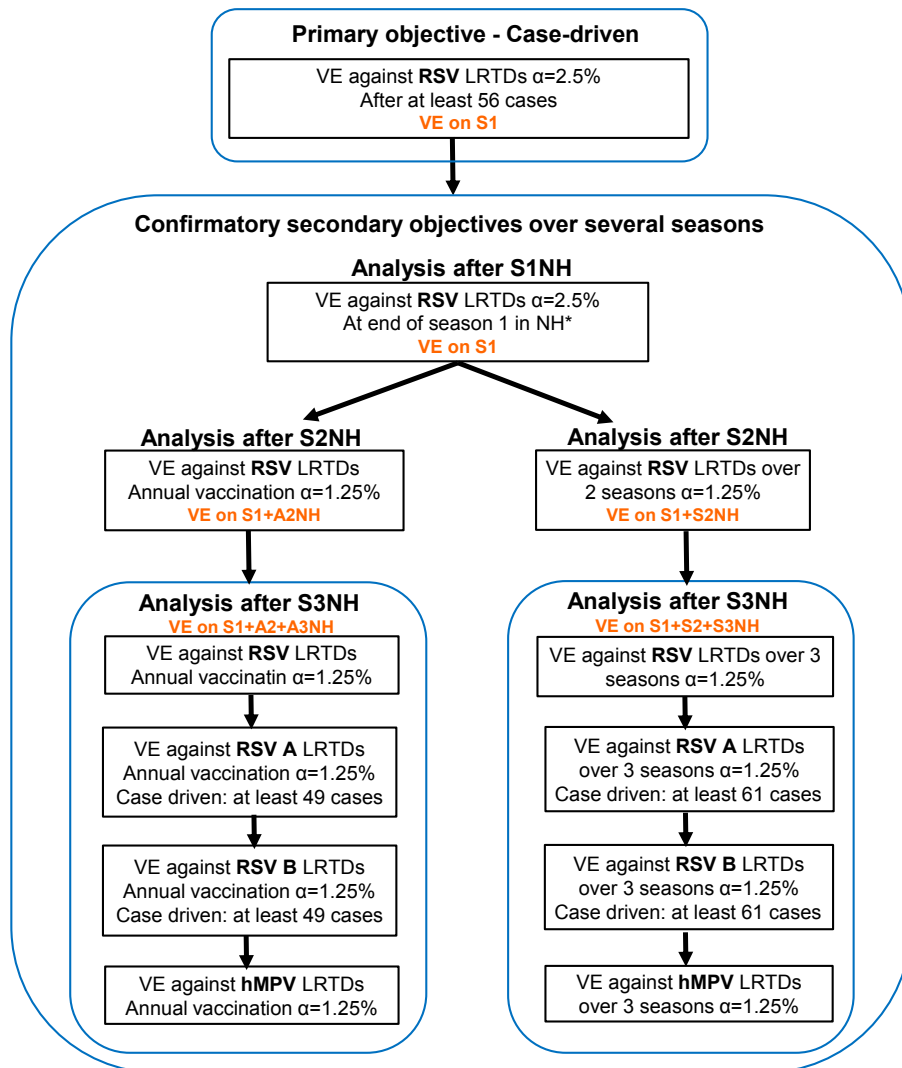 Primary objective - Case-driven
VE against RSV LRTDs α=2.5%
After at least 56 cases
VE on S1
Confirmatory secondary objectives over several seasons
Analysis after S1NH
VE against RSV LRTDs α=2.5%
At end of season 1 in NH*
VE on S1
Analysis after S2NH
VE against RSV LRTDs
Annual vaccination α=1.25%
VE on S1+A2NH
Analysis after S2NH
VE against RSV LRTDs over
2 seasons α=1.25%
VE on S1+S2NH
Analysis after S3NH
VE on S1+A2+A3NH
VE against RSV LRTDs
Annual vaccinatin α=1.25%
VE against RSV A LRTDs
Annual vaccination α=1.25%
Case driven: at least 49 cases
VE against RSV B LRTDs
Annual vaccination α=1.25%
Case driven: at least 49 cases
VE against hMPV LRTDs
Annual vaccination α=1.25%
Analysis after S3NH
VE on S1+S2+S3NH
VE against RSV LRTDs over 3
seasons α=1.25%
VE against RSV A LRTDs
over 3 seasons α=1.25%
Case driven: at least 61 cases
VE against RSV B LRTDs
over 3 seasons α=1.25%
Case driven: at least 61 cases
VE against hMPV LRTDs
over 3 seasons α=1.25%